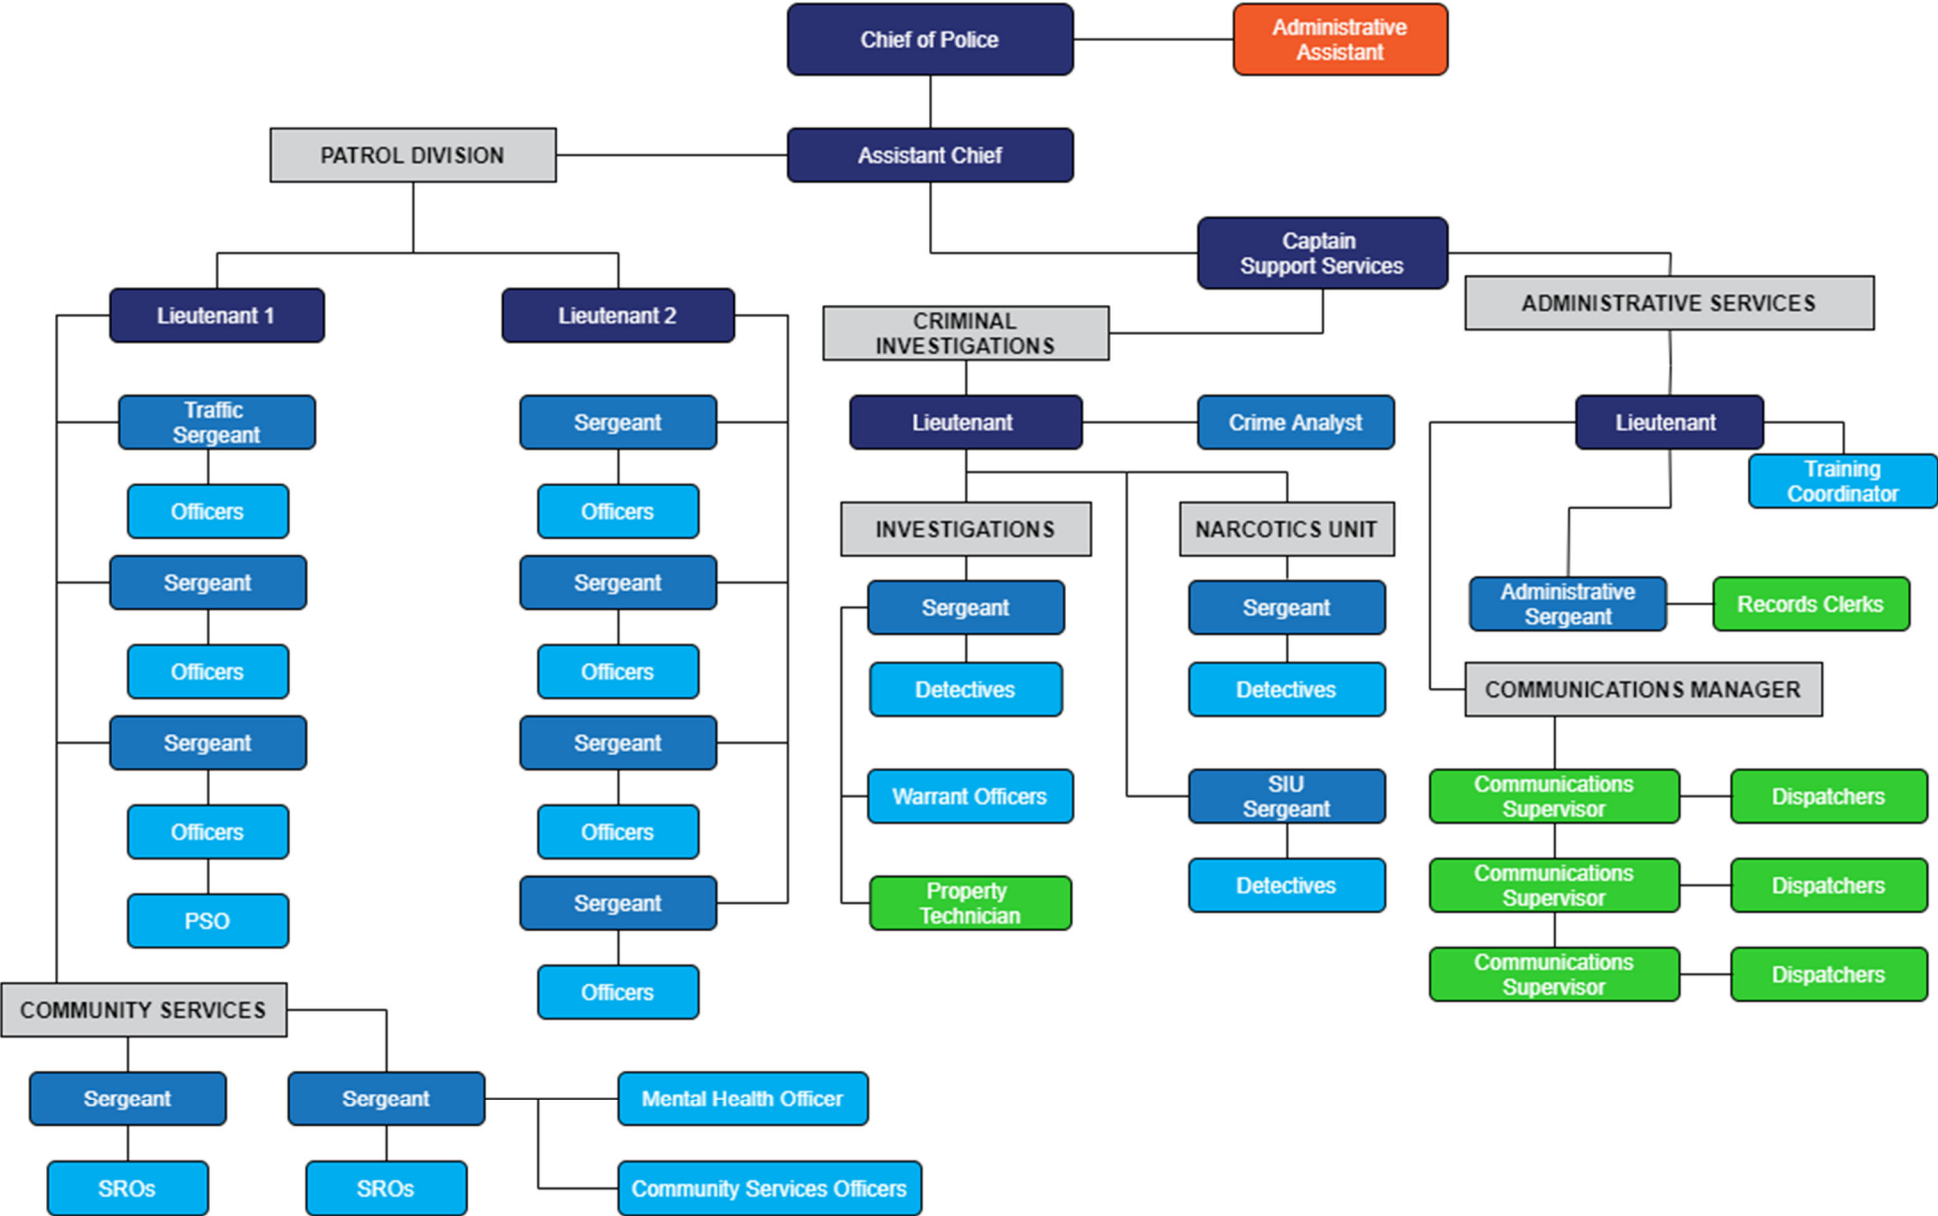 Chief of Police
Administrative
Assistant
PATROL DIVISION
Assistant Chief
Captain
Support Services
Lieutenant 1
Lieutenant 2
CRIMINAL
INVESTIGATIONS
ADMINISTRATIVE SERVICES
Traffic
Sergeant
Sergeant
Lieutenant
Crime Analyst
Lieutenant
Training
Coordinator
Officers
Officers
INVESTIGATIONS
NARCOTICS UNIT
Sergeant
Sergeant
Sergeant
Sergeant
Administrative
Sergeant
Records Clerks
Officers
Officers
Detectives
Detectives
COMMUNICATIONS MANAGER
Sergeant
Sergeant
Warrant Officers
SIU
Sergeant
Communications
Supervisor
Dispatchers
Officers
Officers
Detectives
Communications
Supervisor
Dispatchers
PSO
Sergeant
Property
Technician
Communications
Supervisor
Dispatchers
Officers
COMMUNITY SERVICES
Sergeant
Sergeant
Mental Health Officer
SROs
SROs
Community Services Officers